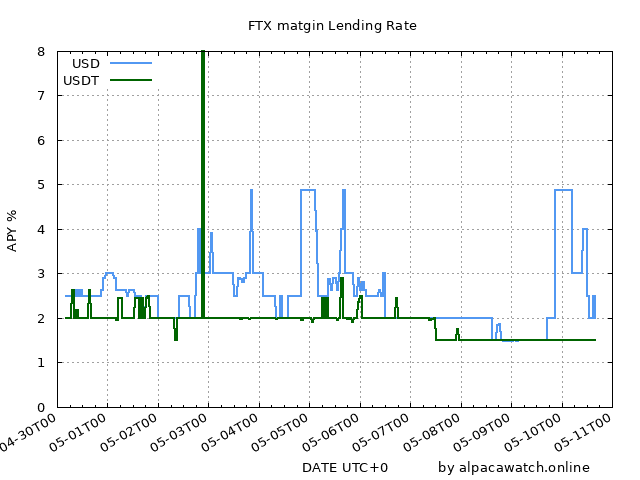 FTX matgin Lending Rate
USD
USDT
8
7
6
5
4
3
2
1
0
APY %
04-30T00
05-01T00
05-02T00
05-03T00
05-04T00
05-05T00
05-06T00
05-07T00
05-08T00
05-09T00
05-10T00
05-11T00
DATE UTC+0
by alpacawatch.online